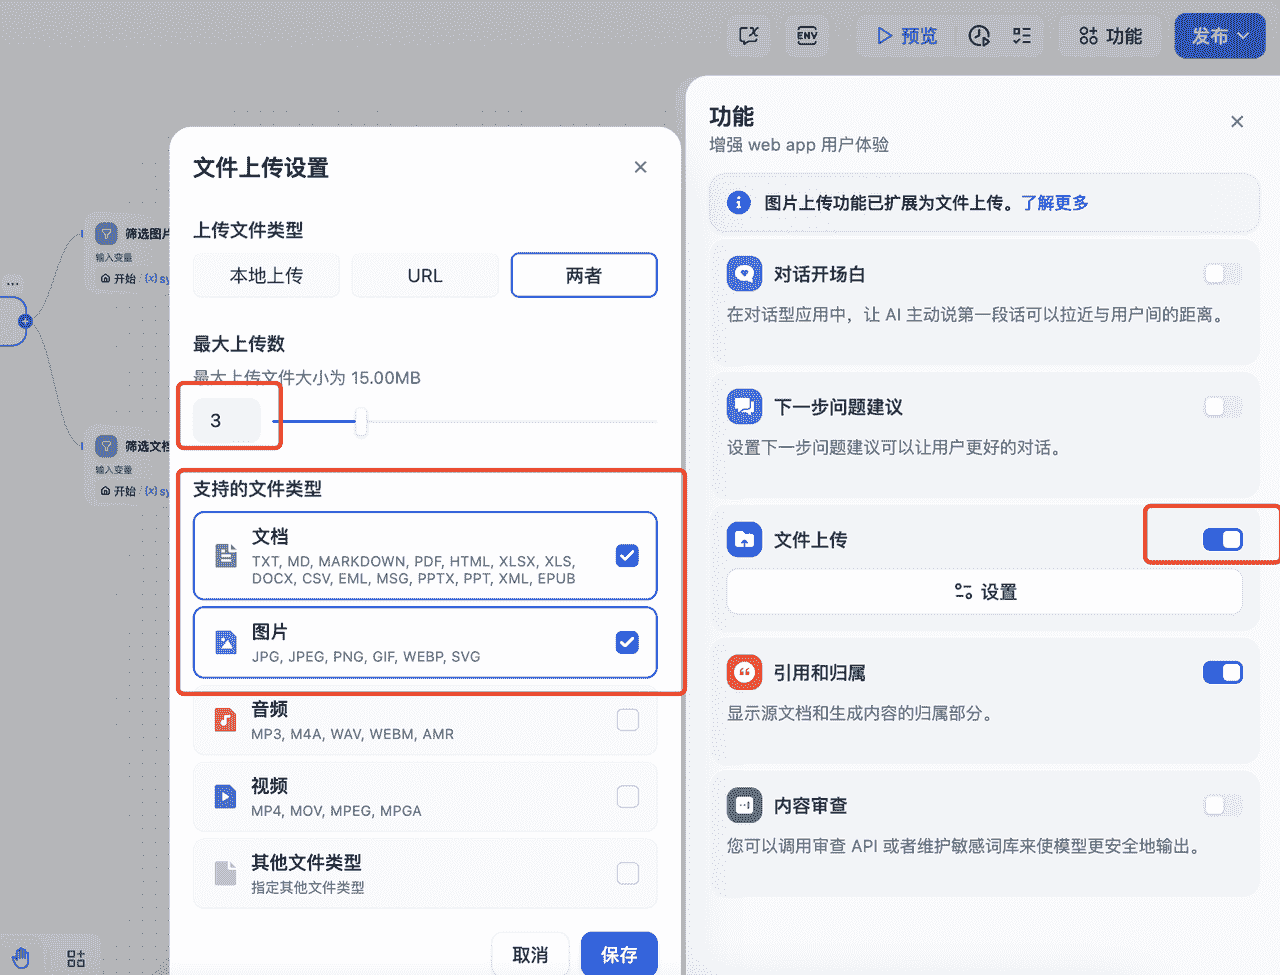 ENV
预览
功能
发布
功能
增强 web app 用户体验
图片上传功能已扩展为文件上传。了解更多
对话开场白
在对话型应用中，让 AI 主动说第一段话可以拉近与用户间的距离。
下一步问题建议
设置下一步问题建议可以让用户更好的对话。
文件上传
设置
引用和归属
显示源文档和生成内容的归属部分。
内容审查
您可以调用审查 API 或者维护敏感词库来使模型更安全地输出。
文件上传设置
上传文件类型
本地上传
URL
两者
最大上传数
最大上传文件大小为 15.00MB
3
支持的文件类型
文档
TXT, MD, MARKDOWN, PDF, HTML, XLSX, XLS,
DOCX, CSV, EML, MSG, PPTX, PPT, XML, EPUB
图片
JPG, JPEG, PNG, GIF, WEBP, SVG
音频
MP3, M4A, WAV, WEBM, AMR
视频
MP4, MOV, MPEG, MPGA
其他文件类型
指定其他文件类型
取消
保存
筛选图片
输入变量
开始 {x} sy
筛选文档
输入变量
开始 {x} sy